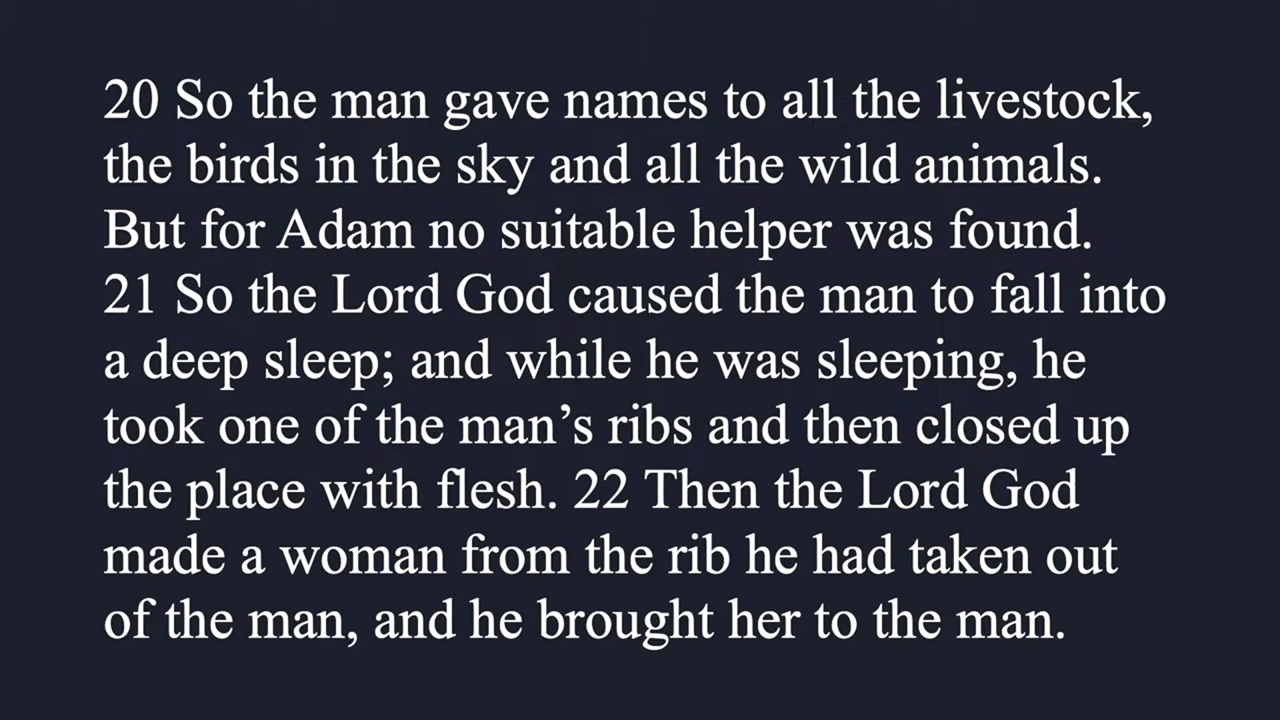 20 So the man gave names to all the livestock,
the birds in the sky and all the wild animals.
But for Adam no suitable helper was found.
21 So the Lord God caused the man to fall into
a deep sleep; and while he was sleeping, he
took one of the man’s ribs and then closed up
the place with flesh. 22 Then the Lord God
made a woman from the rib he had taken out
of the man, and he brought her to the man.